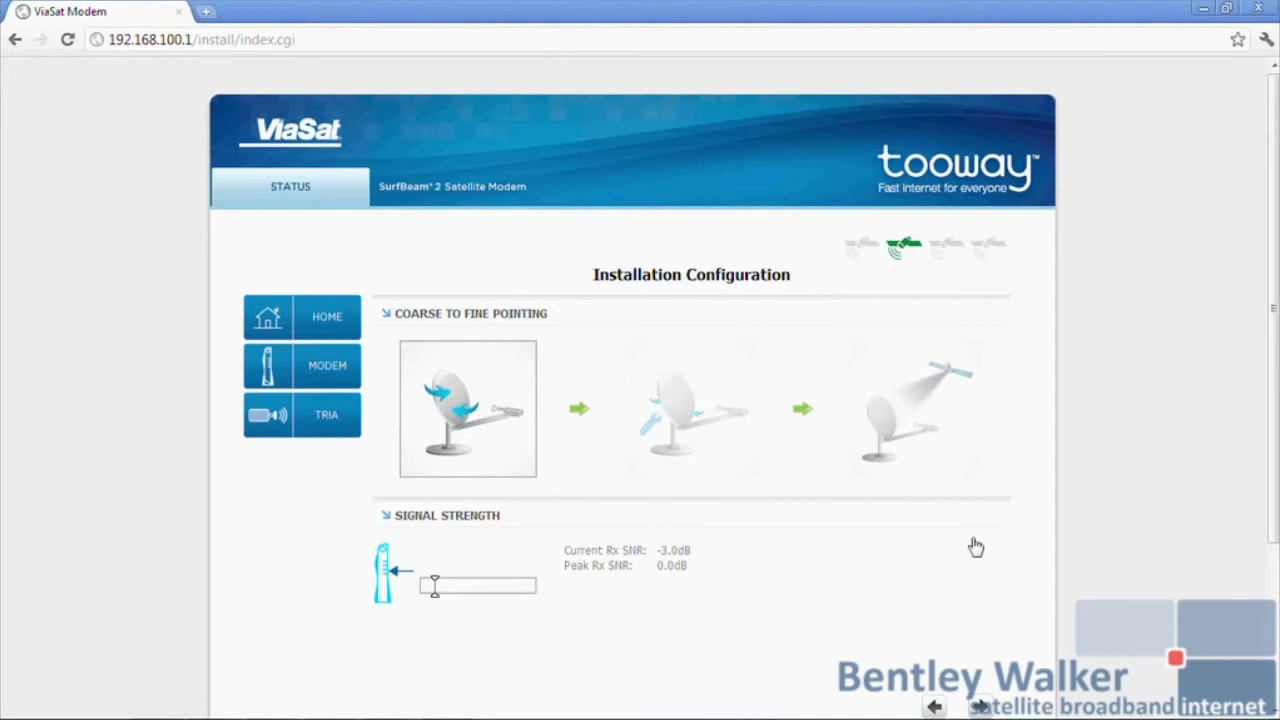 ViaSat Modem
192.168.100.1/install/index.cgi
ViaSat
tooway™
Fast internet for everyone
STATUS
SurfBeam® 2 Satellite Modem
Installation Configuration
HOME
MODEM
TRIA
COARSE TO FINE POINTING
SIGNAL STRENGTH
Current Rx SNR: -3.0dB
Peak Rx SNR: 0.0dB
Bentley Walker
satellite broadband internet